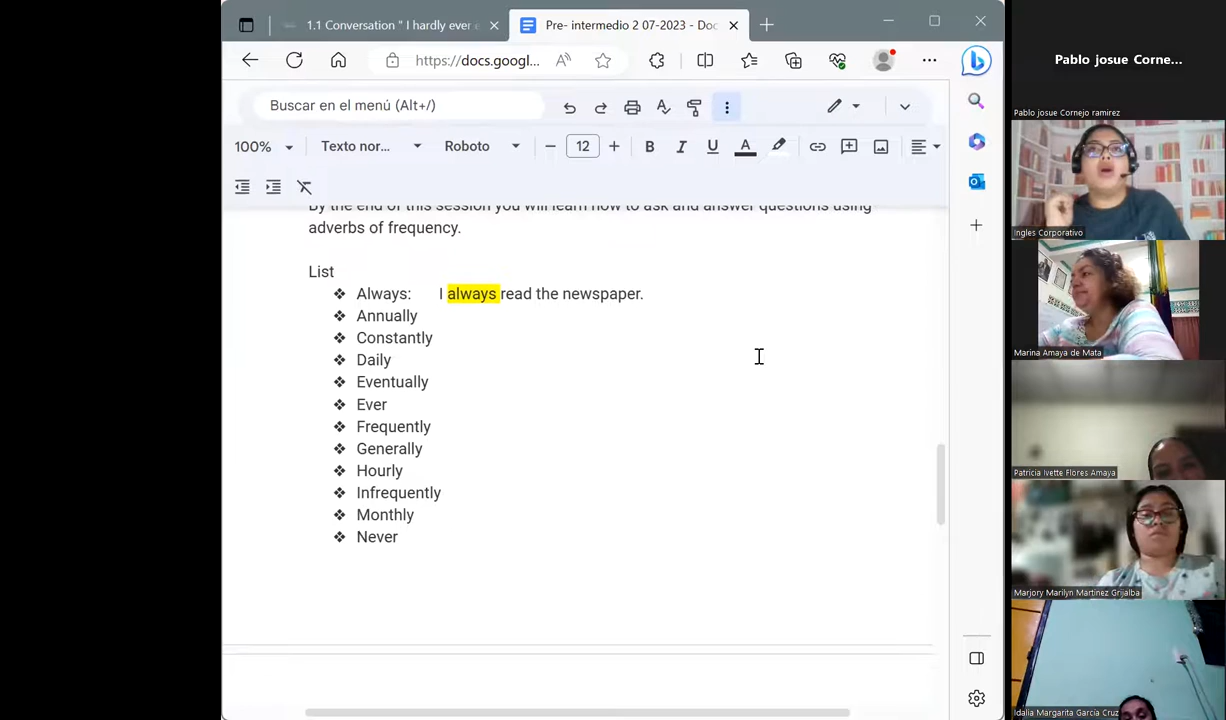 1.1 Conversation " I hardly ever e
Pre- intermedio 2 07-2023 - Doc
https://docs.googl...
Buscar en el menú (Alt+/)
100%
Texto nor...
Roboto
12
By the end of this session you will learn how to ask and answer questions using
adverbs of frequency.
List
Always: I always read the newspaper.
Annually
Constantly
Daily
Eventually
Ever
Frequently
Generally
Hourly
Infrequently
Monthly
Never
Pablo josue Corne...
Pablo josue Cornejo ramirez
Ingles Corporativo
Marina Amaya de Mata
Patricia Ivette Flores Amaya
Marjory Marilyn Martinez Grijalba
Idalia Margarita García Cruz